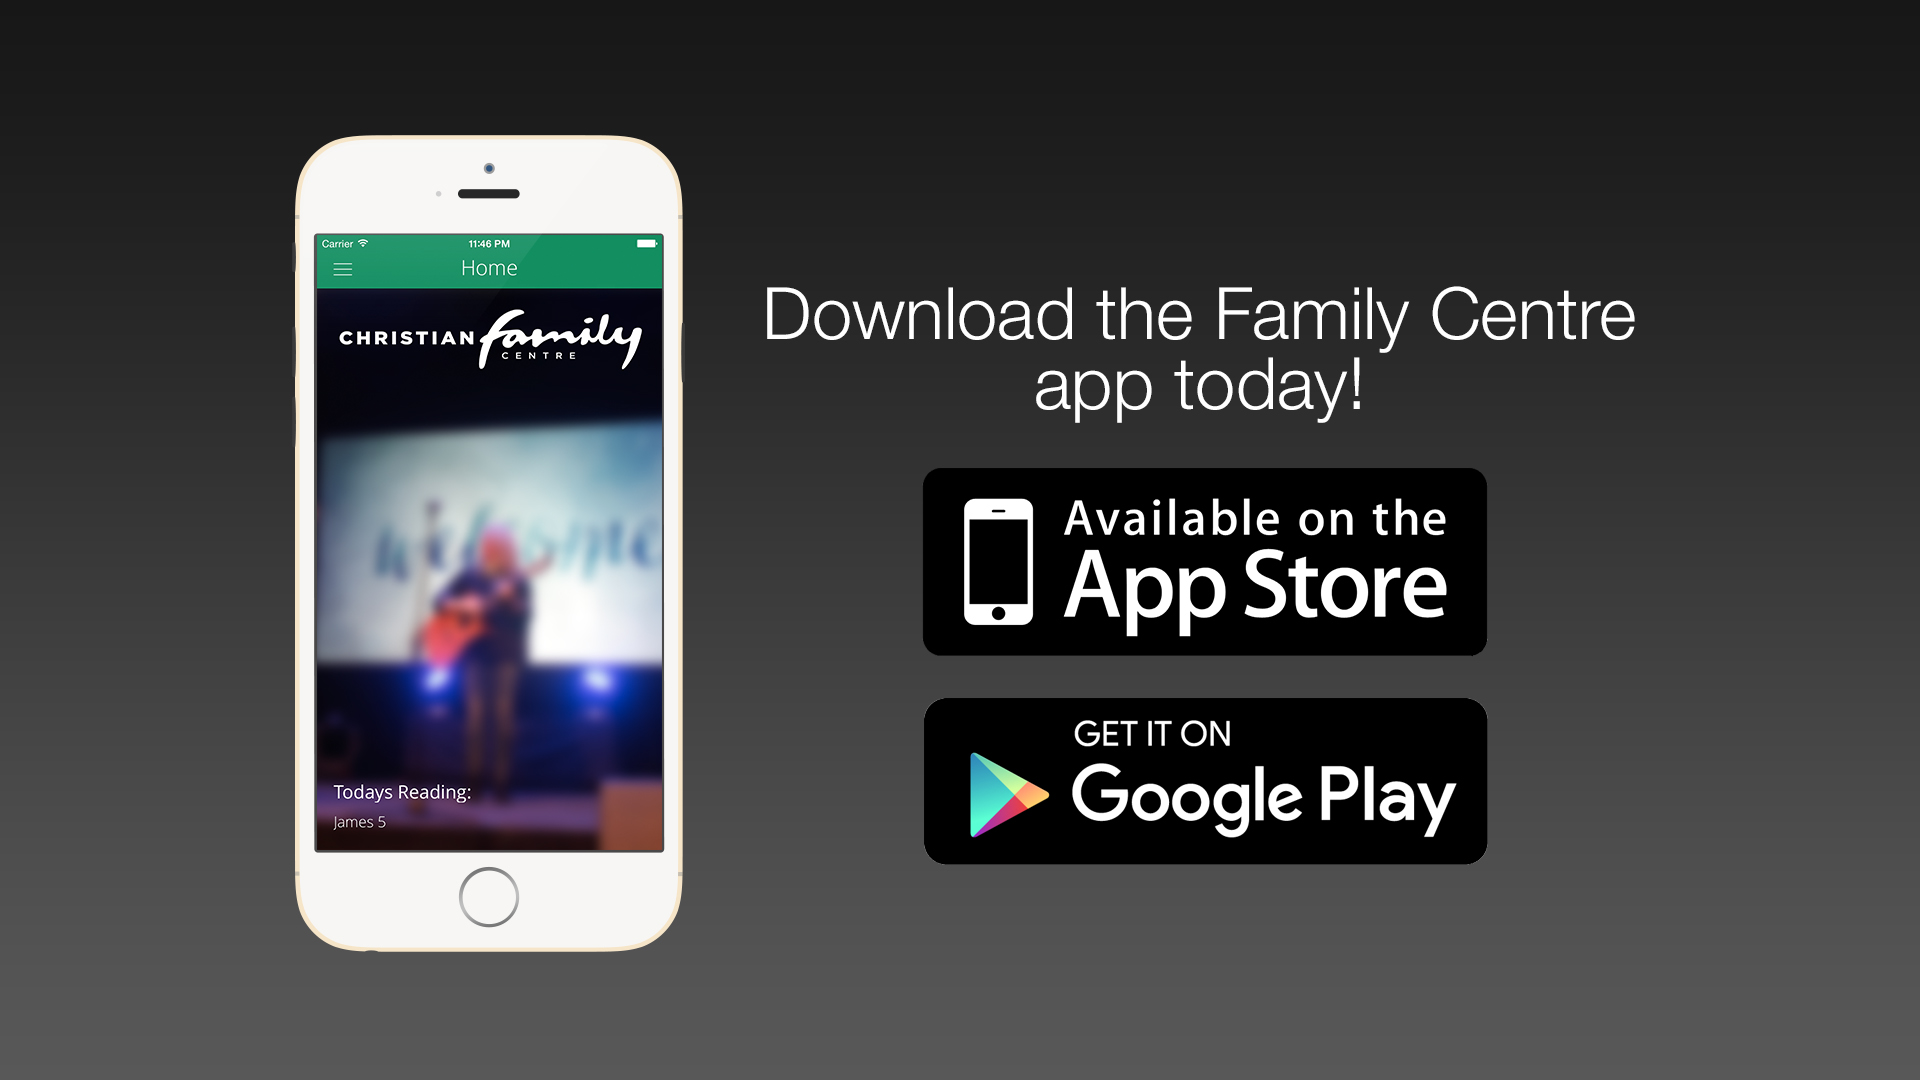 Carrier
11:46 PM
Home
CHRISTIAN family
CENTRE
welcome
Todays Reading:
James 5
Download the Family Centre
app today!
Available on the
App Store
GET IT ON
Google Play